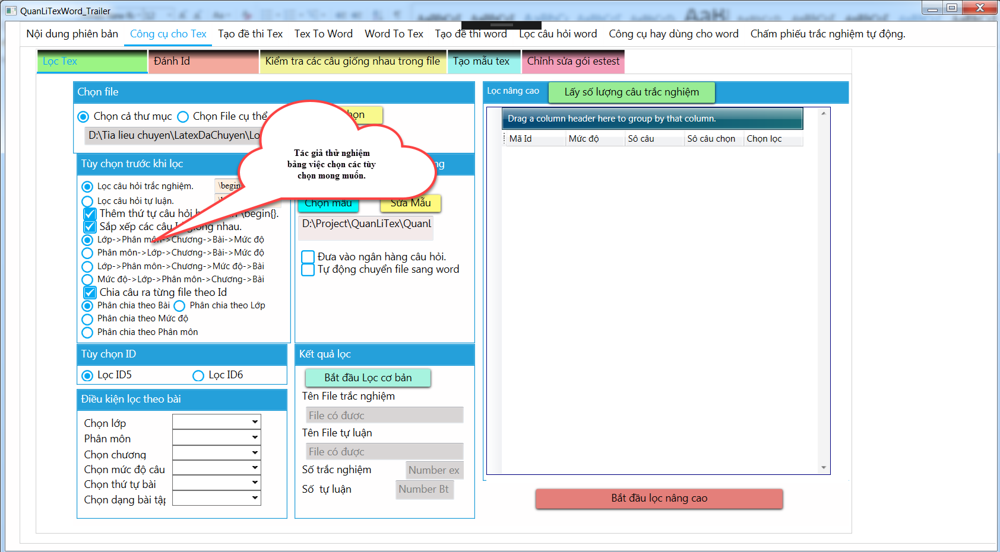 QuanLiTexWord_Trailer
Nội dung phiên bản Công cụ cho Tex Tạo đề thi Tex Tex To Word Word To Tex Tạo đề thi word Lọc câu hỏi word Công cụ hay dùng cho word Chấm phiếu trắc nghiệm tự động.
Lọc Tex Đánh Id Kiểm tra các câu giống nhau trong file Tạo mẫu tex Chỉnh sửa gói estest
Chọn file
Chọn cả thư mục Chọn File cụ thể
D:\Tia lieu chuyen\LatexDaChuyen\Lo
Tác giả thử nghiệm
bằng việc chọn các tùy
chọn mong muốn.
Tùy chọn trước khi lọc
Lọc câu hỏi trắc nghiệm. \begin
Lọc câu hỏi tự luận.
Thêm thứ tự câu hỏi \begin{}.
Sắp xếp các câu giống nhau.
Lớp->Phân môn->Chương->Bài->Mức độ
Phân môn->Lớp->Chương->Bài->Mức độ
Lớp->Phân môn->Chương->Mức độ->Bài
Mức độ->Lớp->Phân môn->Chương->Bài
Chia câu ra từng file theo Id
Phân chia theo Bài Phân chia theo Lớp
Phân chia theo Mức độ
Phân chia theo Phân môn
Chọn mẫu Sửa Mẫu
D:\Project\QuanLiTex\QuanL
Đưa vào ngân hàng câu hỏi.
Tự động chuyển file sang word
Tùy chọn ID
Lọc ID5 Lọc ID6
Điều kiện lọc theo bài
Chọn lớp
Phân môn
Chọn chương
Chọn mức độ câu
Chọn thứ tự bài
Chọn dạng bài tập
Kết quả lọc
Bắt đầu Lọc cơ bản
Tên File trắc nghiệm
File có được
Tên File tự luận
File có được
Số trắc nghiệm Number ex
Số tự luận Number Bt
Lọc nâng cao Lấy số lượng câu trắc nghiệm
Drag a column header here to group by that column.
Mã Id Mức độ Số câu Số câu chọn Chọn lọc
Bắt đầu lọc nâng cao